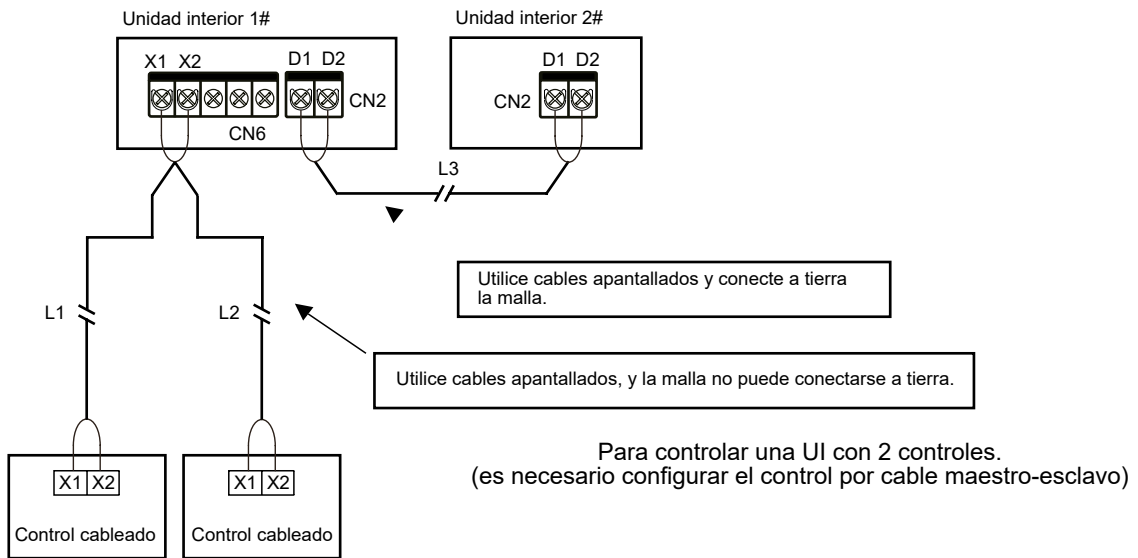 Unidad interior 1#
Unidad interior 2#
X1 X2
D1 D2
D1 D2
CN2
CN2
CN6
L3
Utilice cables apantallados y conecte a tierra
la malla.
L1
L2
Utilice cables apantallados, y la malla no puede conectarse a tierra.
Para controlar una UI con 2 controles.
(es necesario configurar el control por cable maestro-esclavo)
X1 X2
X1 X2
Control cableado
Control cableado